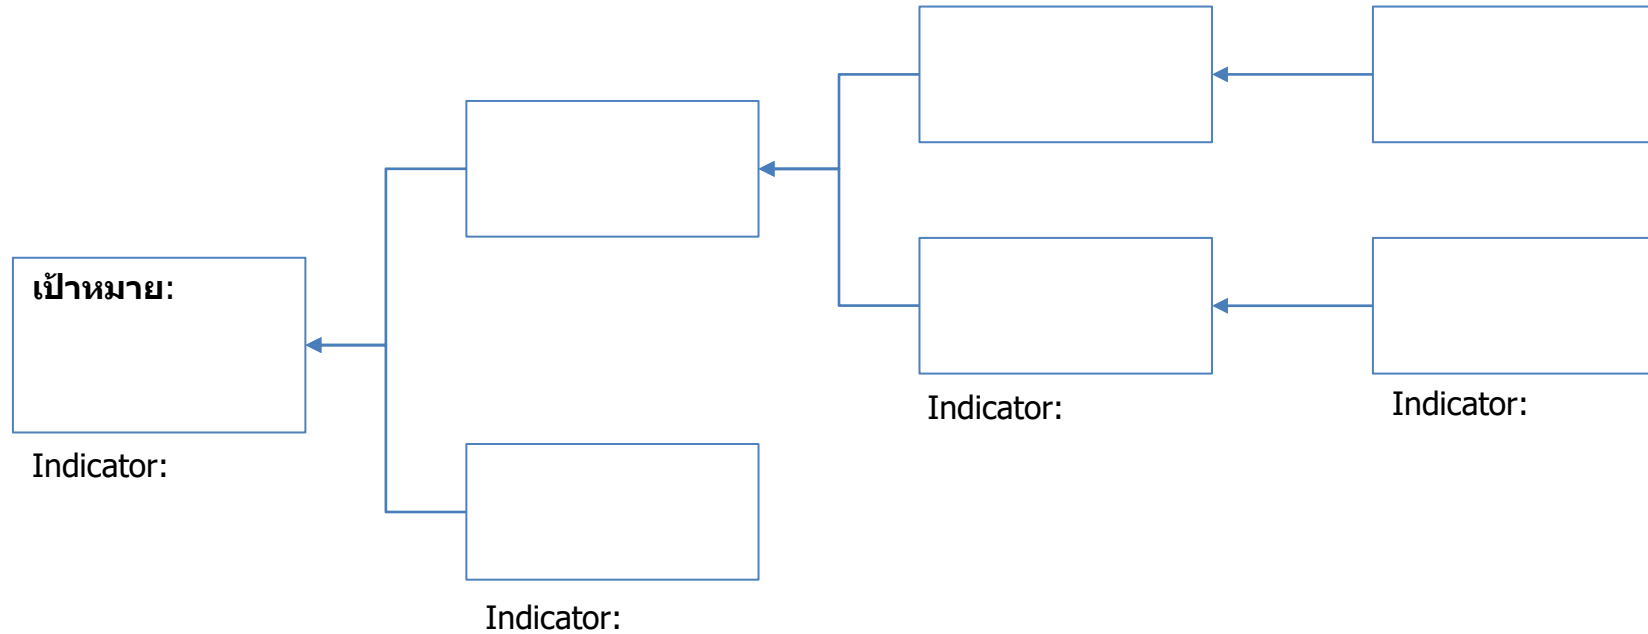 เป้าหมาย:
Indicator:
Indicator:
Indicator:
Indicator: